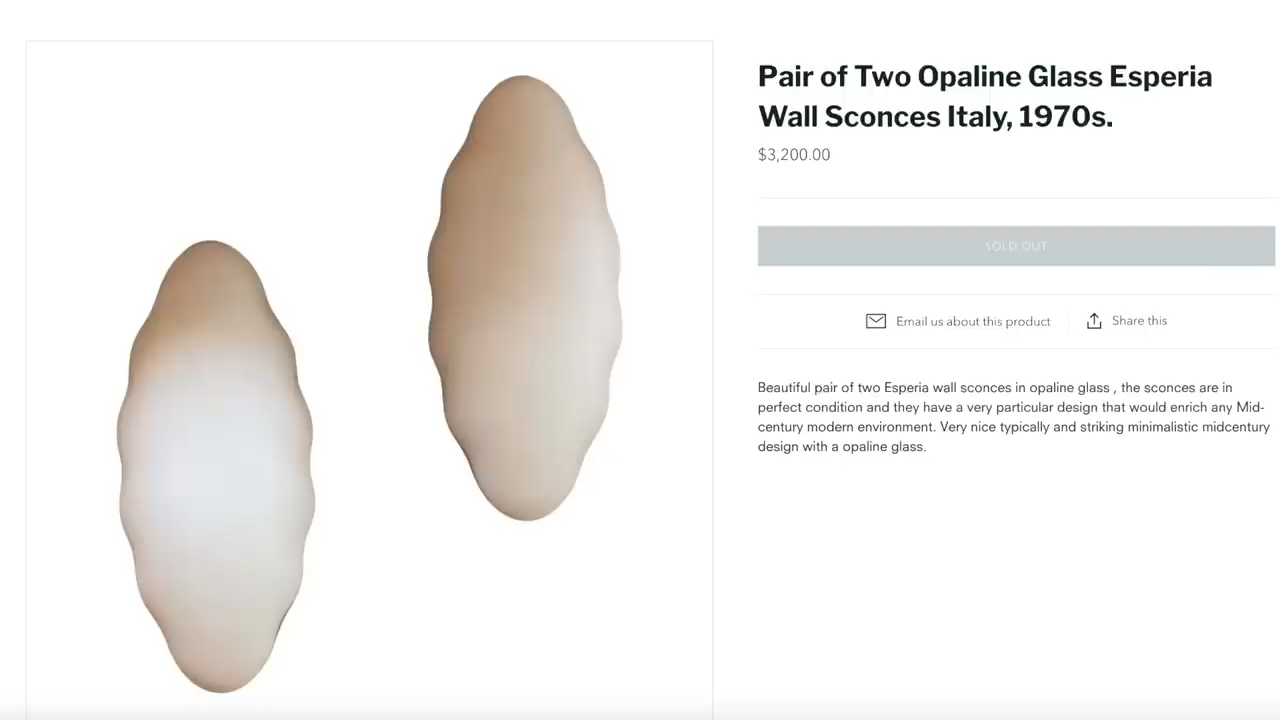 Pair of Two Opaline Glass Esperia
Wall Sconces Italy, 1970s.
$3,200.00
SOLD OUT
Email us about this product
Share this
Beautiful pair of two Esperia wall sconces in opaline glass , the sconces are in
perfect condition and they have a very particular design that would enrich any Mid-
century modern environment. Very nice typically and striking minimalistic midcentury
design with a opaline glass.